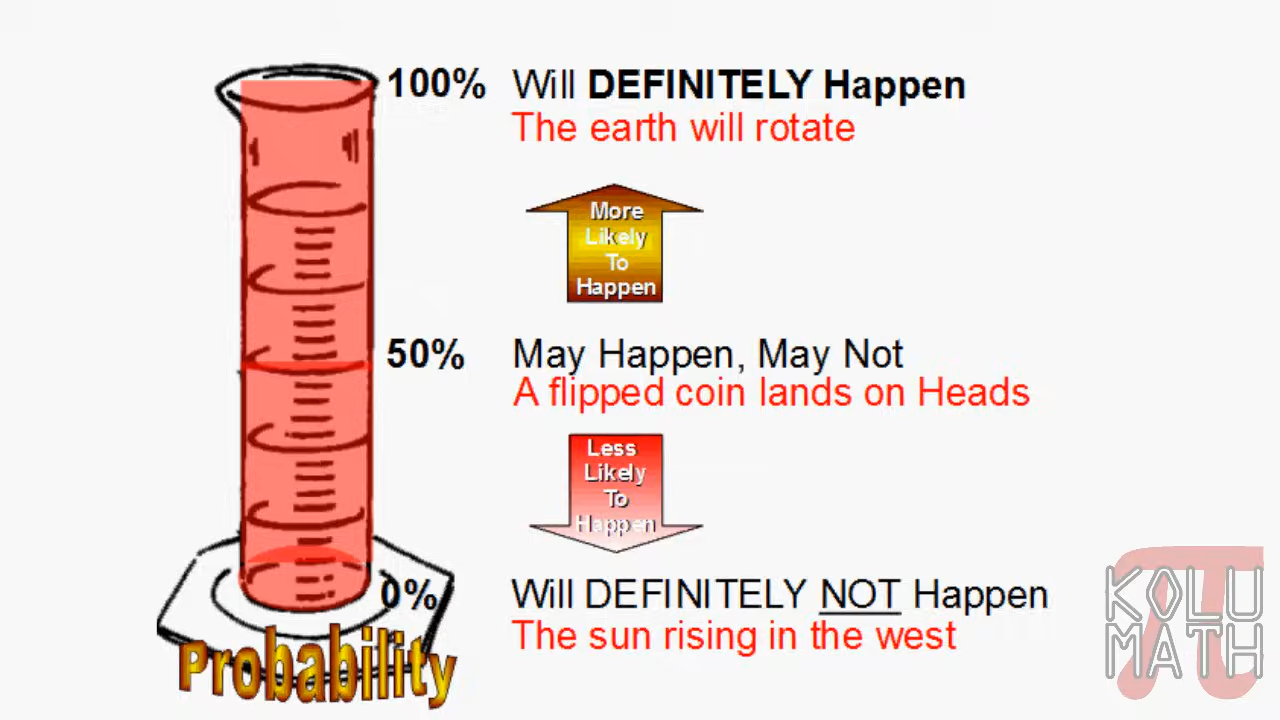 100% Will DEFINITELY Happen
The earth will rotate
More
Likely
To
Happen
50% May Happen, May Not
A flipped coin lands on Heads
Less
Likely
To
Happen
0% Will DEFINITELY NOT Happen
The sun rising in the west
Probability
KOLU
MATH